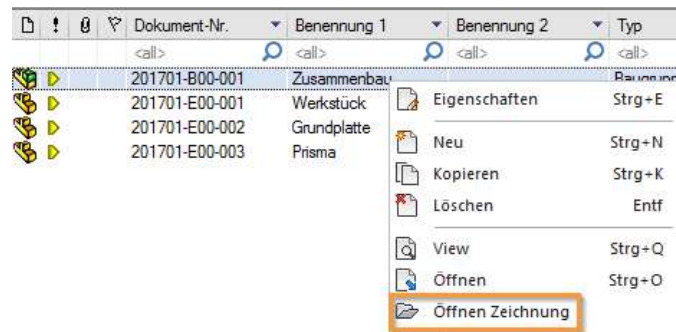 Dokument-Nr. Benennung 1 Benennung 2 Typ
<all> <all> <all> <all>
201701-B00-001 Zusammenbau Baugrupp
201701-E00-001 Werkstück
201701-E00-002 Grundplatte
201701-E00-003 Prisma
Eigenschaften Strg+E
Neu Strg+N
Kopieren Strg+K
Löschen Entf
View Strg+Q
Öffnen Strg+O
Öffnen Zeichnung